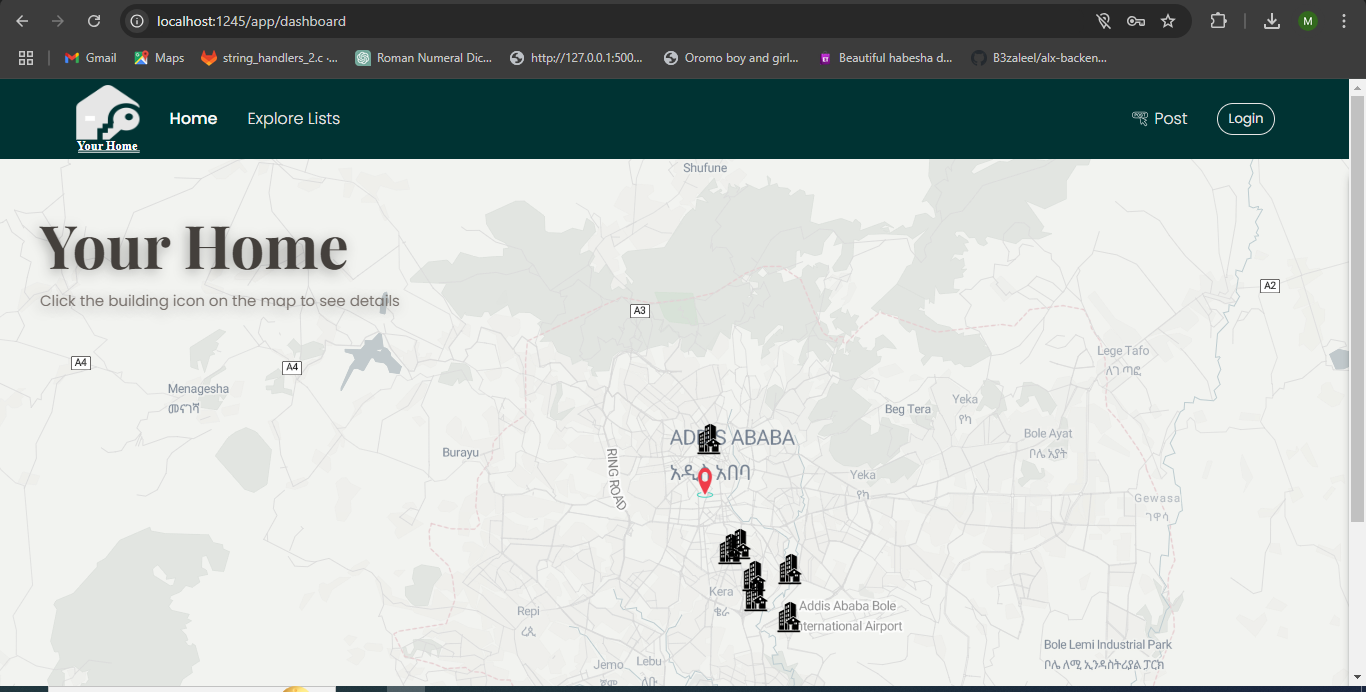 localhost:1245/app/dashboard
M
Gmail
Maps
string_handlers_2.c ·...
Roman Numeral Dic...
http://127.0.0.1:500...
Oromo boy and girl...
Beautiful habesha d...
B3zaleel/alx-backen...
Your Home
Home
Explore Lists
Post
Login
Shufune
Your Home
Click the building icon on the map to see details
A2
A3
A4
A4
Lege Tafo
ለገ ጣፎ
Menagesha
መናገሻ
Yeka
የካ
Beg Tera
Bole Ayat
ቦሌ አያት
ADDIS ABABA
አዲስ አበባ
Burayu
RING ROAD
Yeka
የካ
Gewasa
ጎዋሳ
Kera
ቄራ
Addis Ababa Bole
International Airport
Repi
ረጲ
Bole Lemi Industrial Park
ቦሌ ለሚ ኢንዳስትሪያል ፓርክ
Jemo
ጀሞ
Lebu
ለቡ